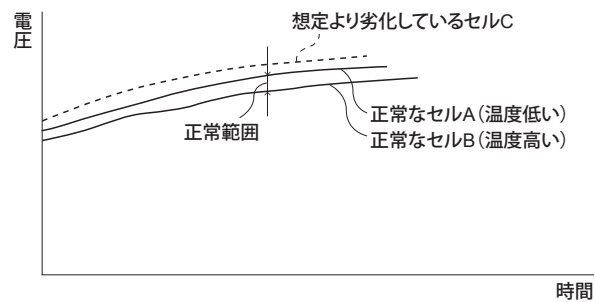 電圧
想定より劣化しているセルC
正常範囲
正常なセルA（温度低い）
正常なセルB（温度高い）
時間